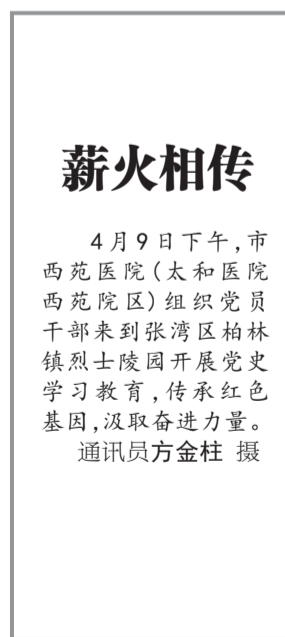 薪火相传
4月9日下午,市
西苑医院(太和医院
西苑院区)组织党员
干部来到张湾区柏林
镇烈士陵园开展党史
学习教育,传承红色
基因,汲取奋进力量。
通讯员方金柱 摄